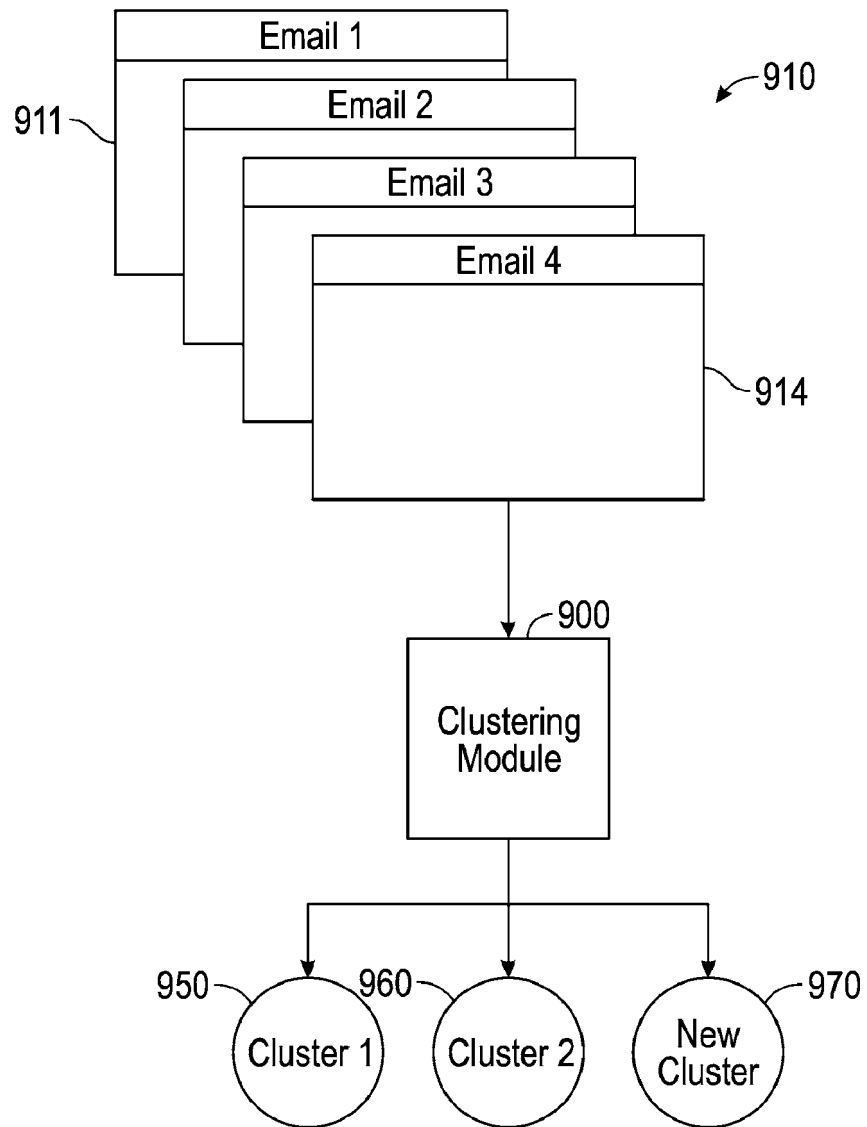 Email 1
910
911
Email 2
Email 3
Email 4
914
900
Clustering
Module
950
960
970
Cluster 1
Cluster 2
New
Cluster